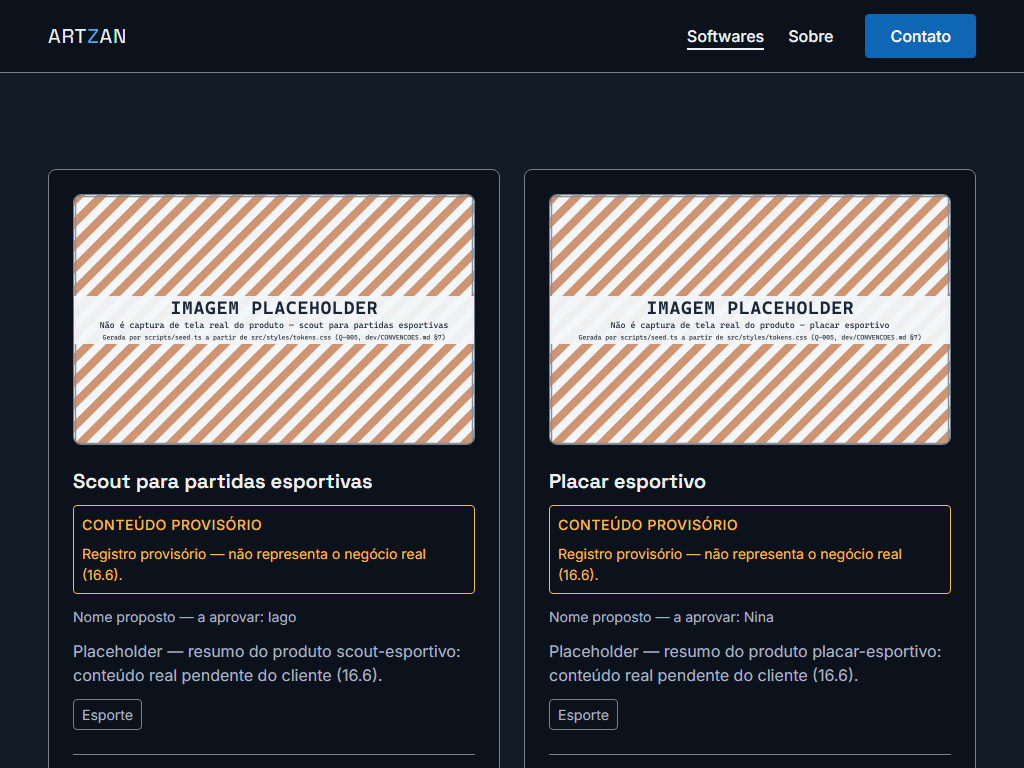 ARTZAN
Softwares
Sobre
Contato
IMAGEM PLACEHOLDER
Não é captura de tela real do produto — scout para partidas esportivas
Gerada por scripts/seed.ts a partir de src/styles/tokens.css (Q-005, dev/CONVENCOES.md §7)
Scout para partidas esportivas
CONTEÚDO PROVISÓRIO
Registro provisório — não representa o negócio real
(16.6).
Nome proposto — a aprovar: Iago
Placeholder — resumo do produto scout-esportivo:
conteúdo real pendente do cliente (16.6).
Esporte
IMAGEM PLACEHOLDER
Não é captura de tela real do produto — placar esportivo
Gerada por scripts/seed.ts a partir de src/styles/tokens.css (Q-005, dev/CONVENCOES.md §7)
Placar esportivo
CONTEÚDO PROVISÓRIO
Registro provisório — não representa o negócio real
(16.6).
Nome proposto — a aprovar: Nina
Placeholder — resumo do produto placar-esportivo:
conteúdo real pendente do cliente (16.6).
Esporte